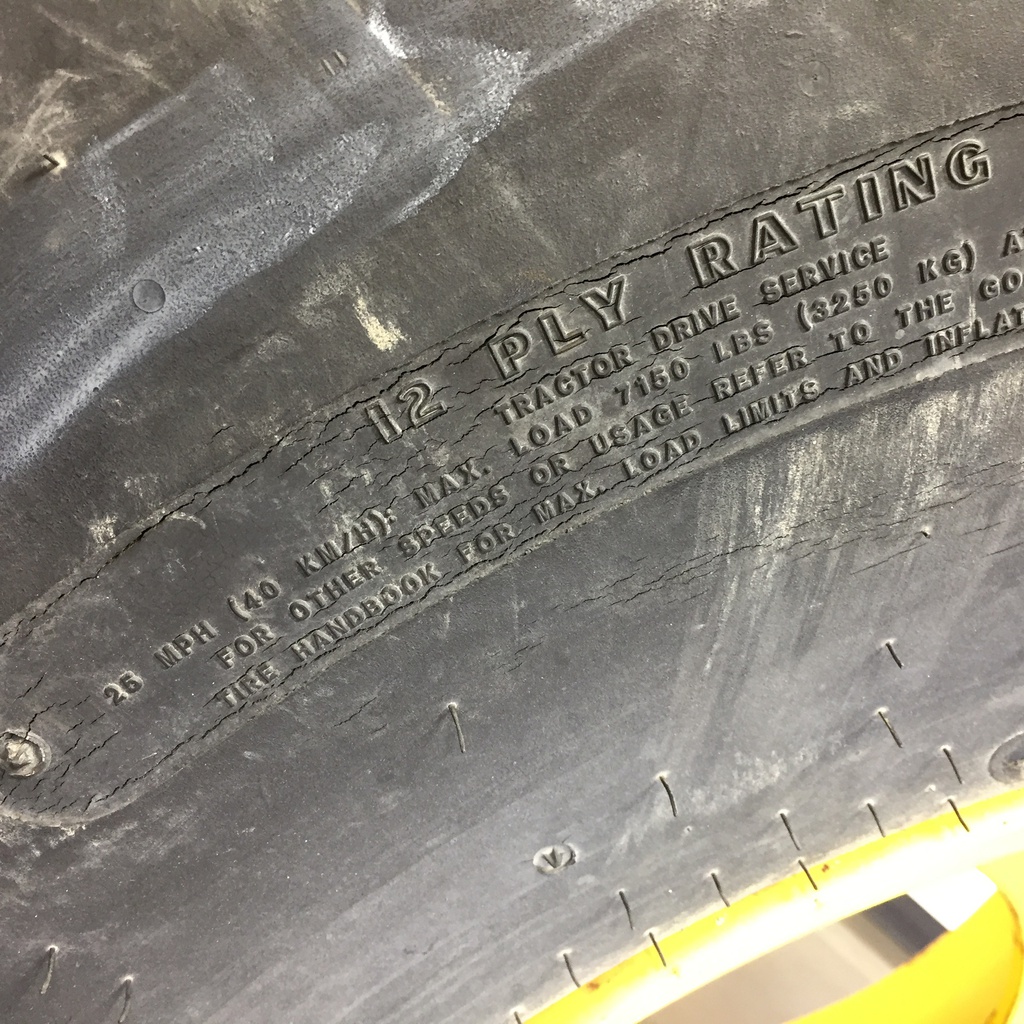 12 PLY RATING
TRACTOR DRIVE SERVICE
25 MPH (40 KM/H): MAX. LOAD 7150 LBS (3250 KG)
FOR OTHER SPEEDS OR USAGE REFER TO THE
TIRE HANDBOOK FOR MAX. LOAD LIMITS AND